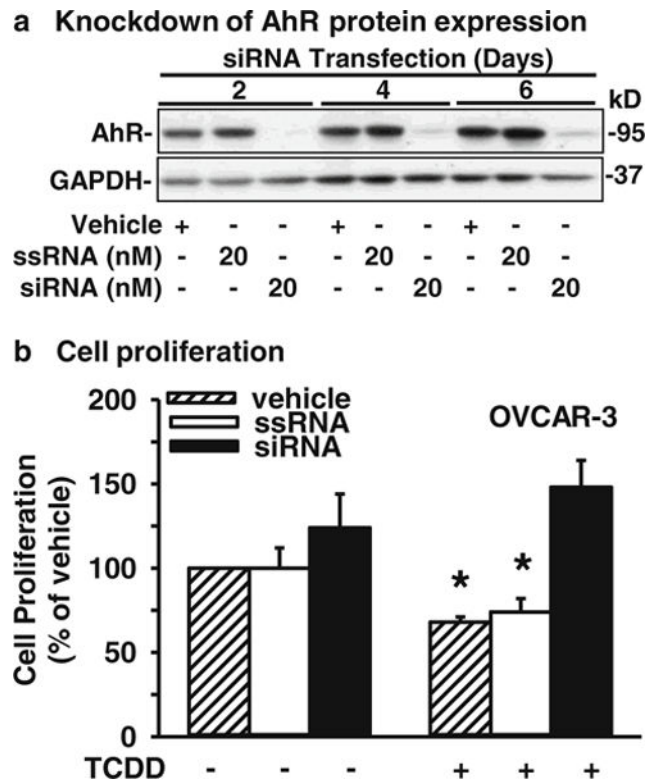 a Knockdown of AhR protein expression
siRNA Transfection (Days)
2 4 6 kD
AhR- -95
GAPDH- -37
Vehicle + - - + - - + - -
ssRNA (nM) - 20 - - 20 - - 20 -
siRNA (nM) - - 20 - - 20 - - 20
b Cell proliferation
200
150
100
50
0
Cell Proliferation
(% of vehicle)
vehicle
ssRNA
siRNA
OVCAR-3
* *
TCDD - - - + + +